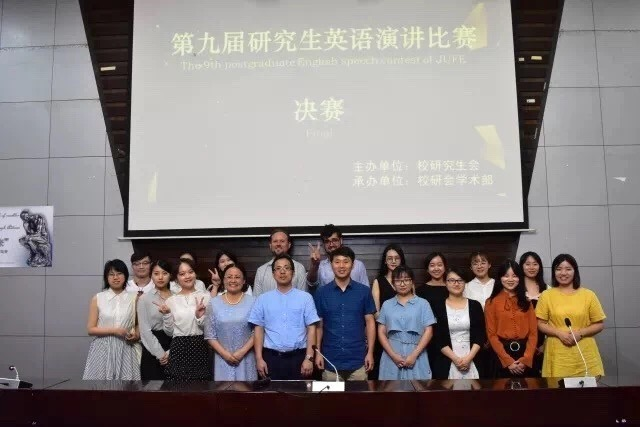 第九届研究生英语演讲比赛
The 9th postgraduate English speech contest of JUFE
决赛
Final
主办单位：校研究生会
承办单位：校研会学术部